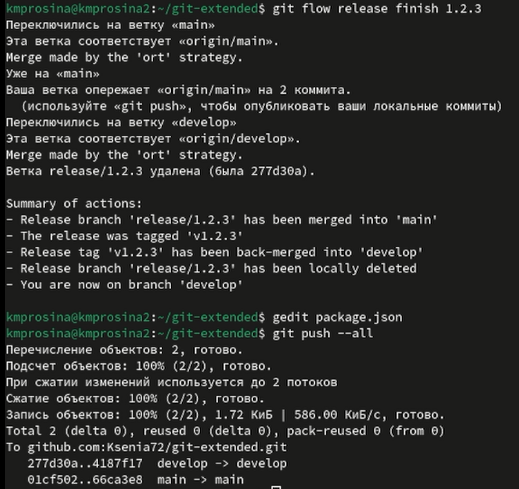 kmprosina@kmprosina2:~/git-extended$ git flow release finish 1.2.3
Переключились на ветку «main»
Эта ветка соответствует «origin/main».
Merge made by the 'ort' strategy.
Уже на «main»
Ваша ветка опережает «origin/main» на 2 коммита.
  (используйте «git push», чтобы опубликовать ваши локальные коммиты)
Переключились на ветку «develop»
Эта ветка соответствует «origin/develop».
Merge made by the 'ort' strategy.
Ветка release/1.2.3 удалена (была 277d30a).

Summary of actions:
- Release branch 'release/1.2.3' has been merged into 'main'
- The release was tagged 'v1.2.3'
- Release tag 'v1.2.3' has been back-merged into 'develop'
- Release branch 'release/1.2.3' has been locally deleted
- You are now on branch 'develop'

kmprosina@kmprosina2:~/git-extended$ gedit package.json
kmprosina@kmprosina2:~/git-extended$ git push --all
Перечисление объектов: 2, готово.
Подсчет объектов: 100% (2/2), готово.
При сжатии изменений используется до 2 потоков
Сжатие объектов: 100% (2/2), готово.
Запись объектов: 100% (2/2), 1.72 КиБ | 586.00 КиБ/с, готово.
Total 2 (delta 0), reused 0 (delta 0), pack-reused 0 (from 0)
To github.com:Ksenia72/git-extended.git
   277d30a..4187f17  develop -> develop
   01cf502..66ca3e8  main -> main